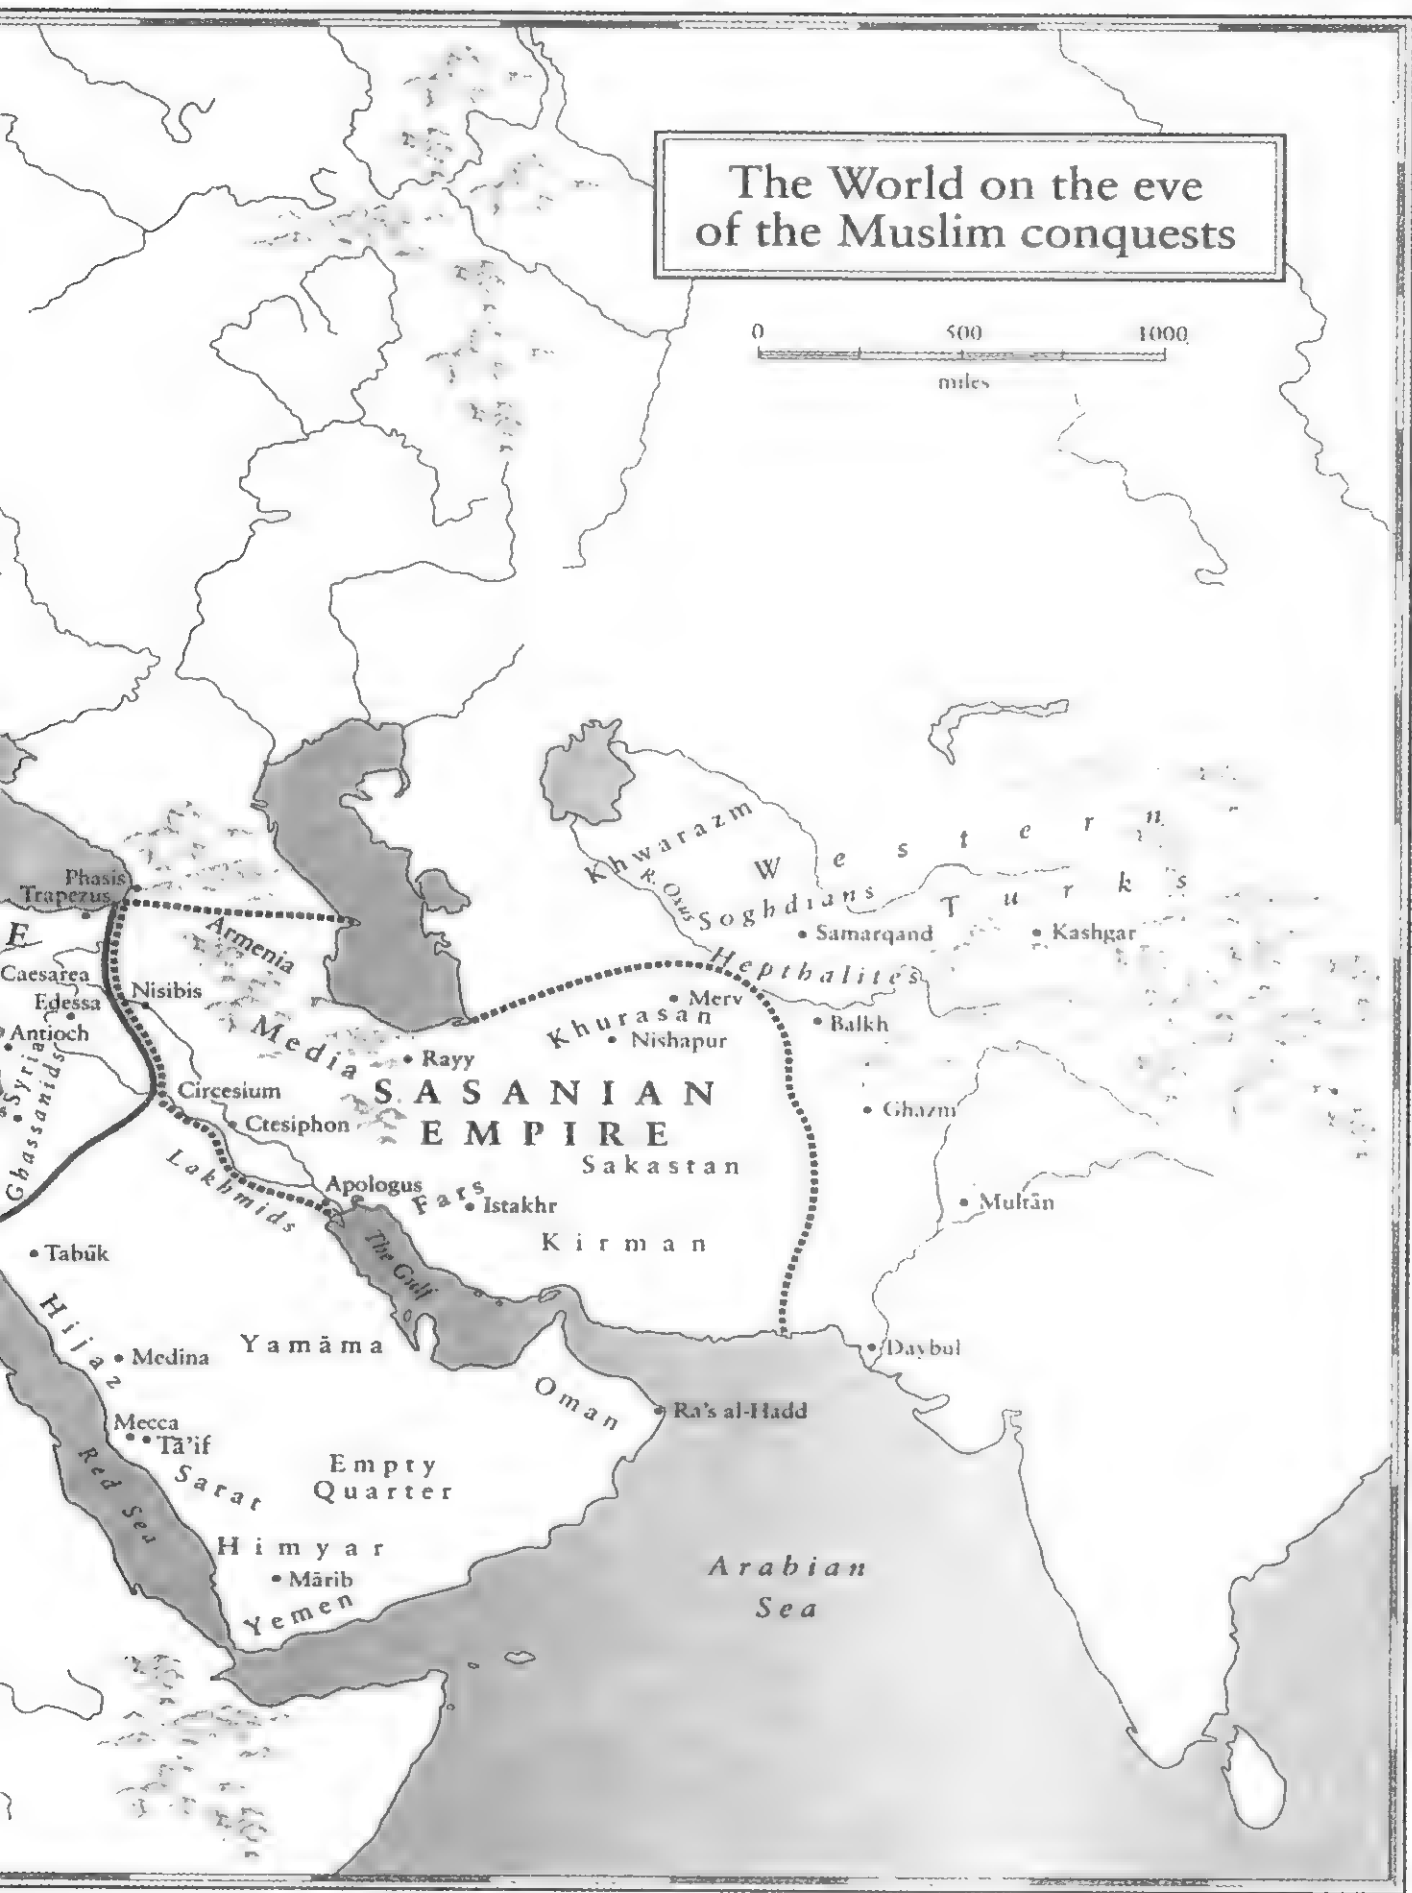 The World on the eve
of the Muslim conquests
0 500 1000
miles
Khwarazm
R. Oxus
Western
Turks
Soghdians
Samarqand
Kashgar
Hepthalites
Phasis
Trapezus
E
Armenia
Caesarea
Edessa
Nisibis
Antioch
Syria
Ghassanids
Media
Merv
Khurasan
Nishapur
Balkh
Rayy
SASANIAN
EMPIRE
Circesium
Ctesiphon
Ghazni
Sakastan
Lakhmids
Apologus
Fars
Istakhr
Multān
Kirman
The Gulf
Tabūk
Hijaz
Medina
Yamāma
Daybul
Oman
Ra's al-Hadd
Mecca
Tā'if
Sarat
Red Sea
Empty
Quarter
Himyar
Mārib
Yemen
Arabian
Sea